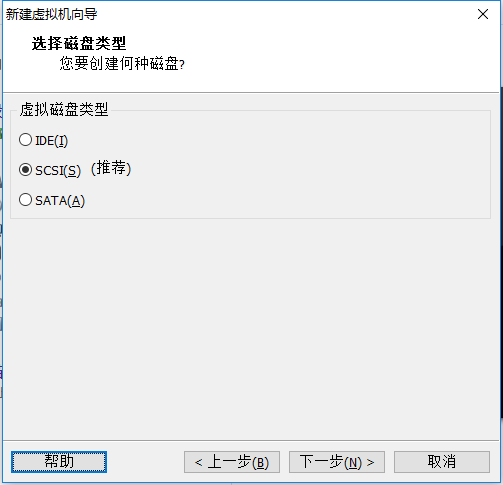 新建虚拟机向导
选择磁盘类型
您要创建何种磁盘?
虚拟磁盘类型
IDE(I)
SCSI(S) (推荐)
SATA(A)
帮助 < 上一步(B) 下一步(N) > 取消